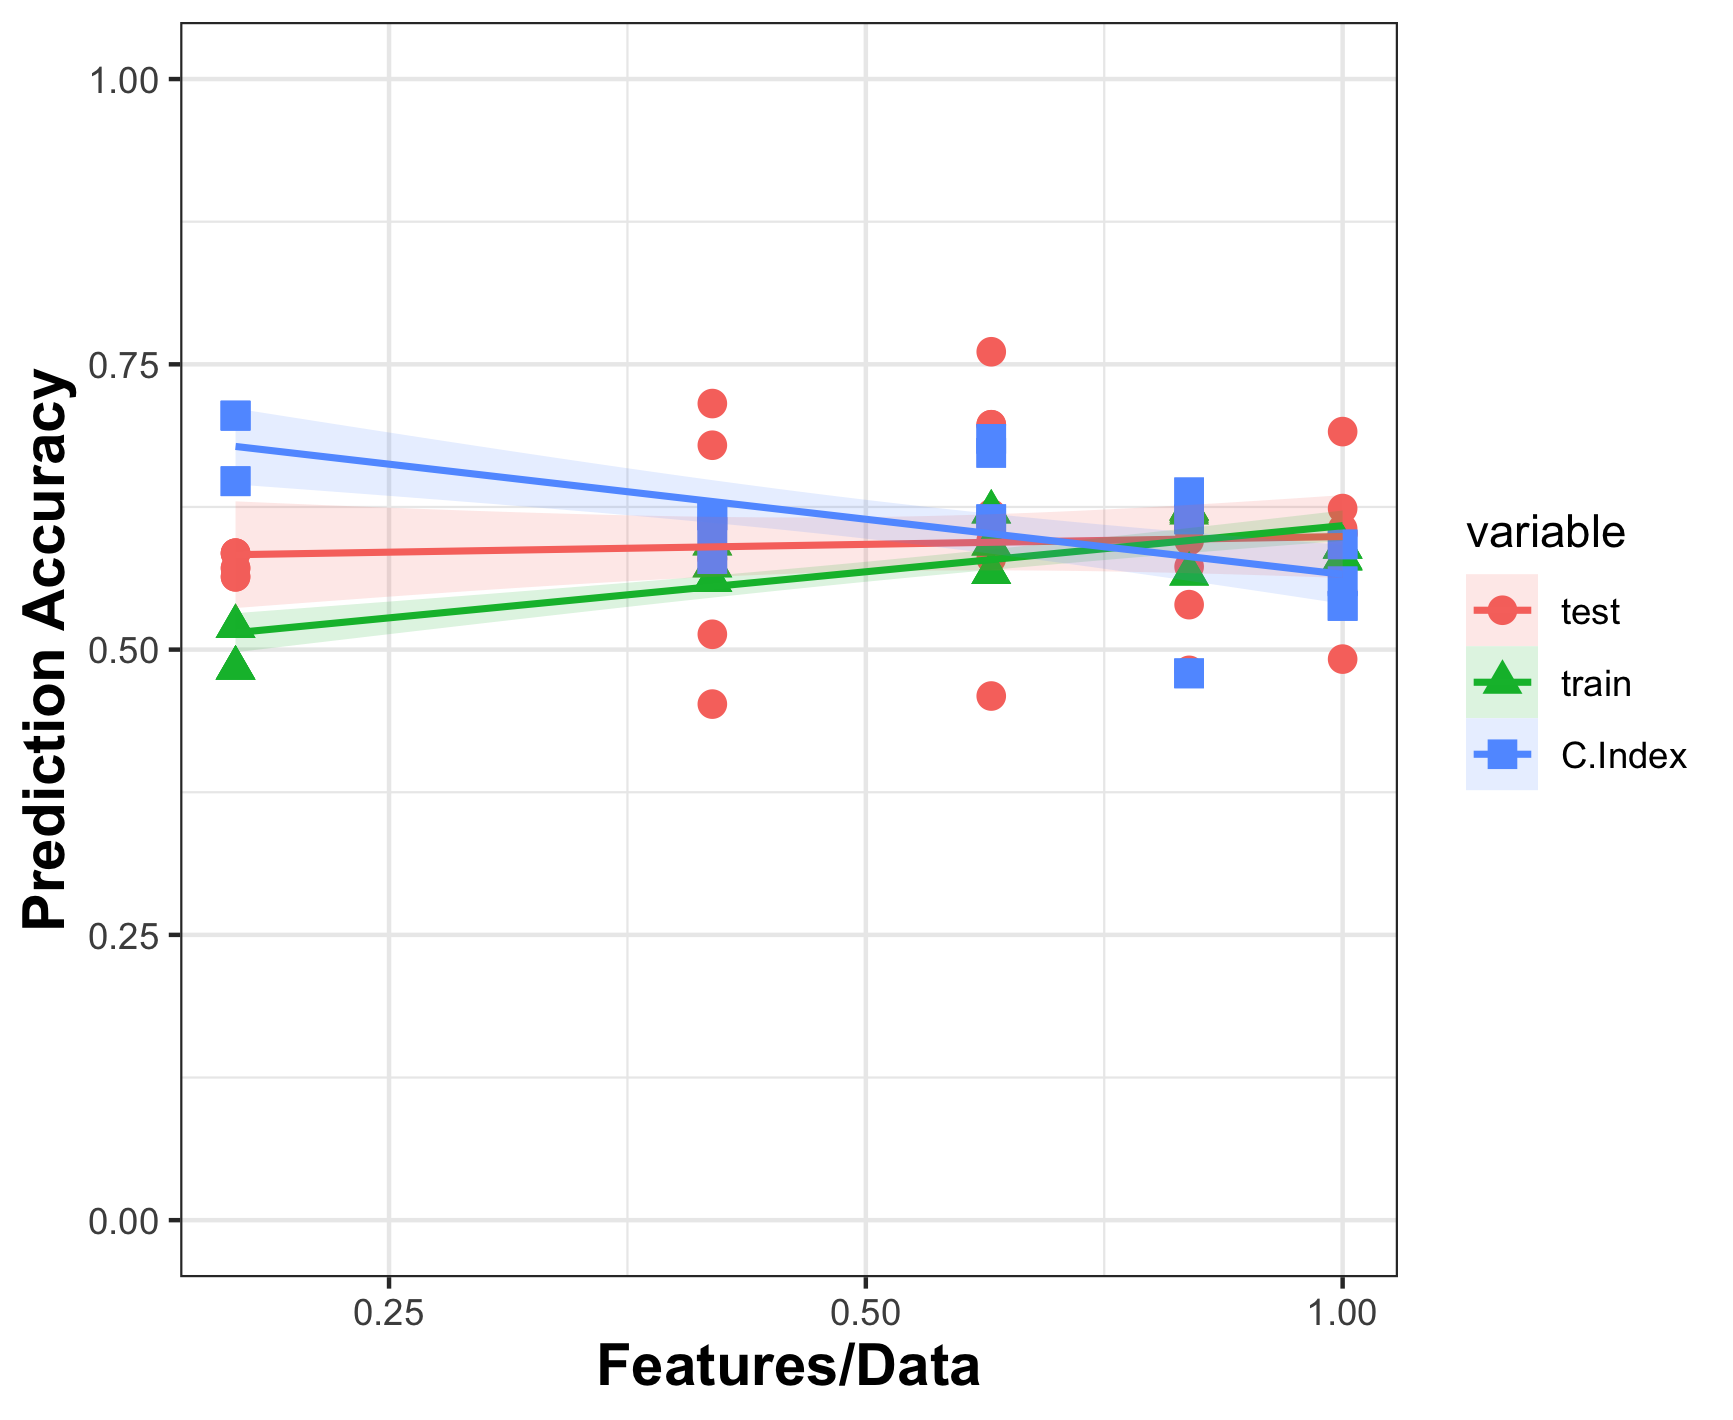 Prediction Accuracy
1.00
0.75
0.50
0.25
0.00
0.25
0.50
1.00
Features/Data
variable
test
train
C.Index